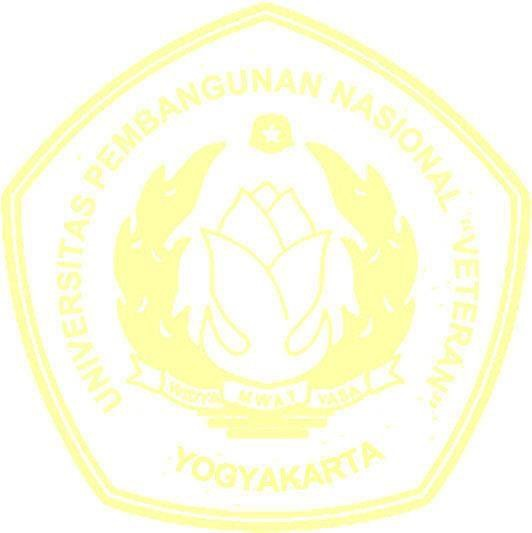 UNIVERSITAS PEMBANGUNAN NASIONAL "VETERAN"
WIDYA MWAT YASA
YOGYAKARTA